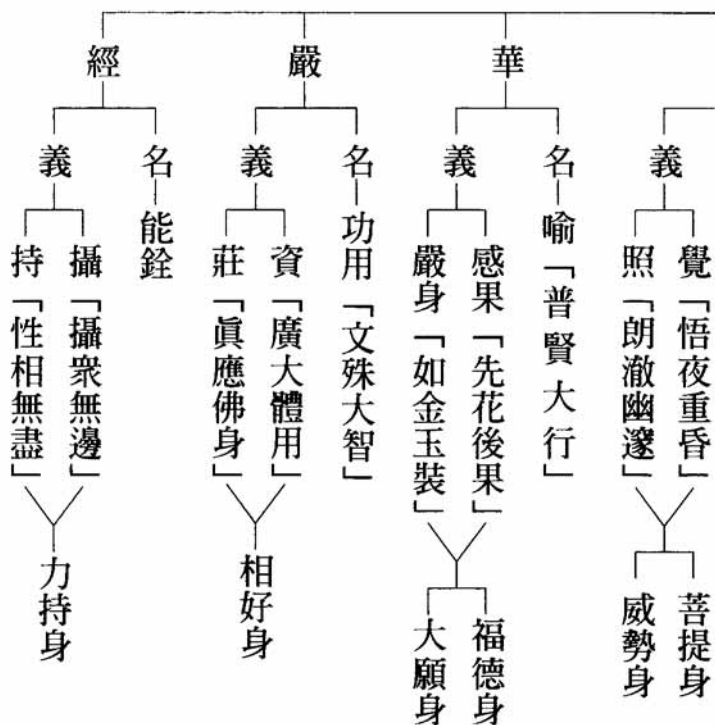 義
覺「悟夜重昏」
照「朗澈幽邃」
菩提身
威勢身
華
名
喻「普賢大行」
義
感果「先花後果」
嚴身「如金玉裝」
福德身
大願身
嚴
名
功用「文殊大智」
義
資「廣大體用」
莊「眞應佛身」
相好身
經
名
能詮
義
攝「攝衆無邊」
持「性相無盡」
力持身